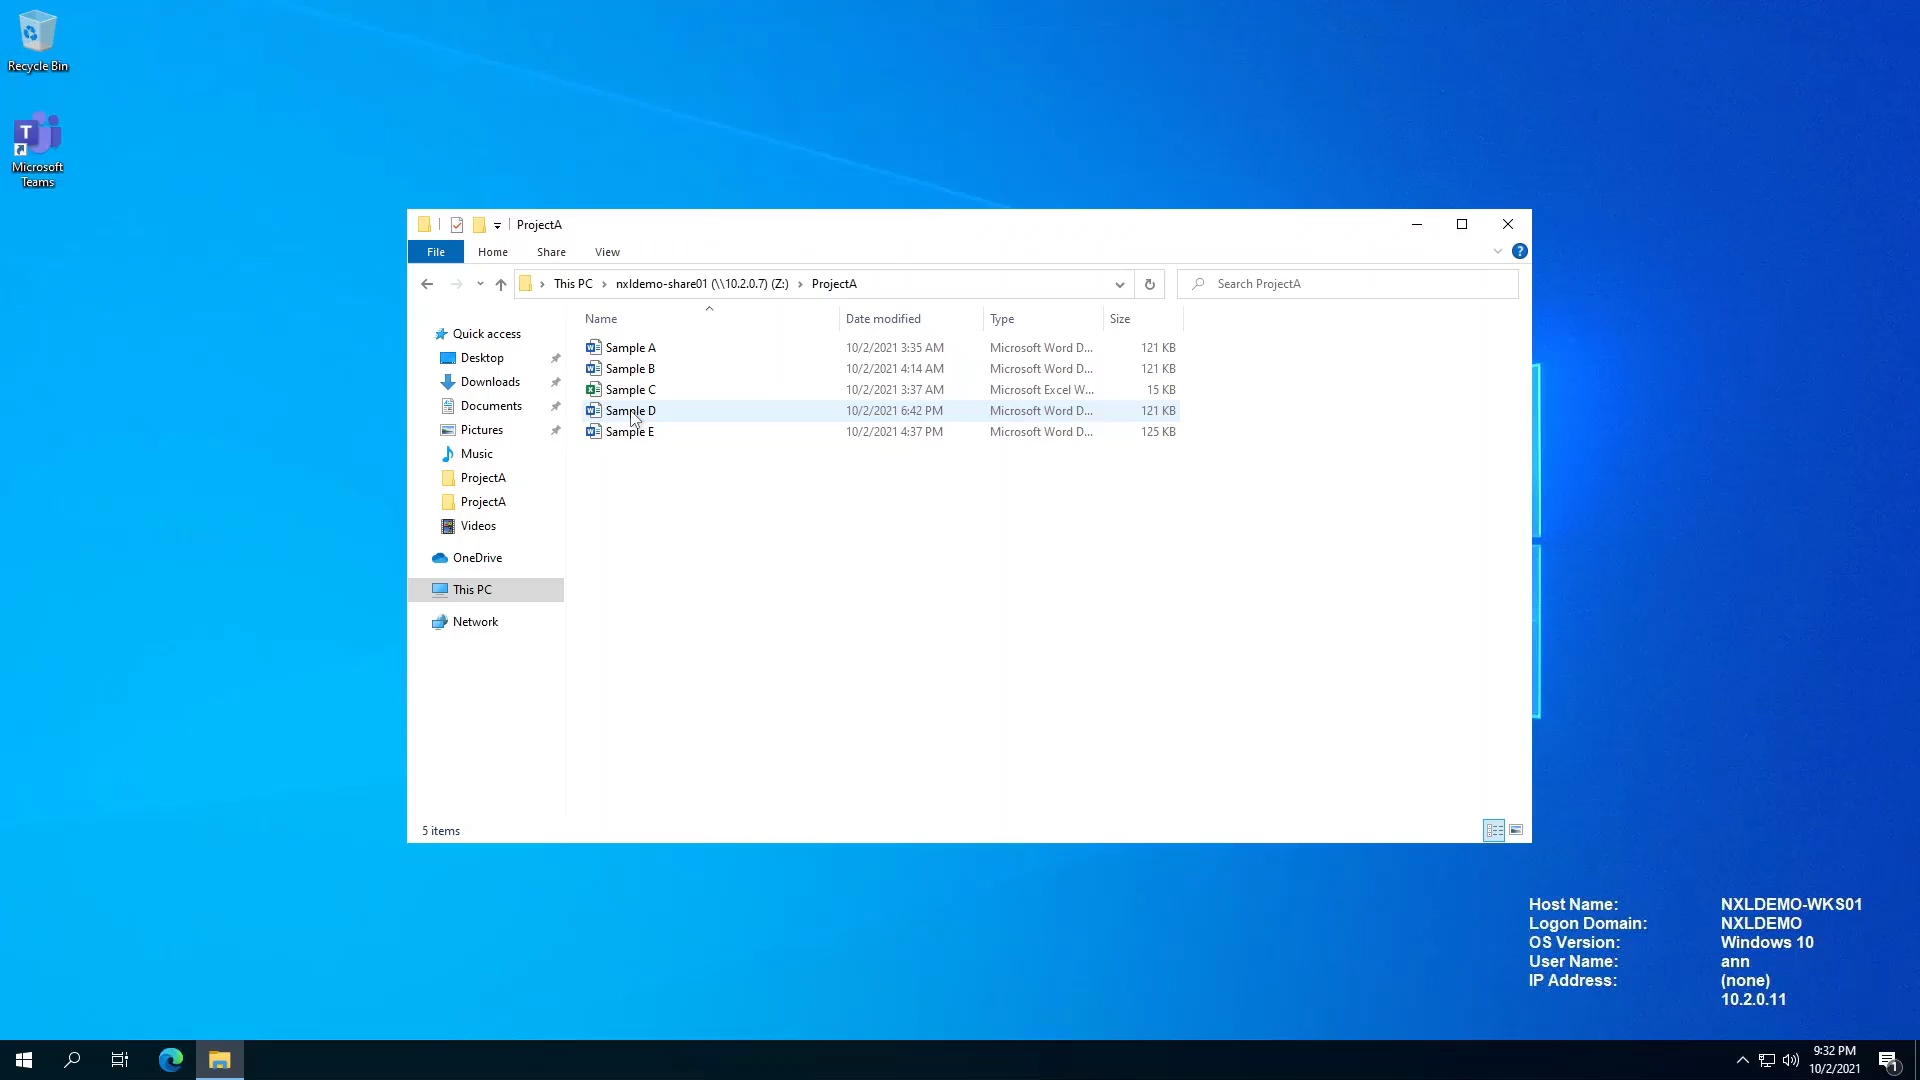 Recycle Bin
Microsoft
Teams
ProjectA
File Home Share View
This PC nxldemo-share01 (\\10.2.0.7) (Z:) ProjectA
Search ProjectA
Name Date modified Type Size
Quick access
Desktop
Downloads
Documents
Pictures
Music
ProjectA
ProjectA
Videos
OneDrive
This PC
Network
Sample A 10/2/2021 3:35 AM Microsoft Word D... 121 KB
Sample B 10/2/2021 4:14 AM Microsoft Word D... 121 KB
Sample C 10/2/2021 3:37 AM Microsoft Excel W... 15 KB
Sample D 10/2/2021 6:42 PM Microsoft Word D... 121 KB
Sample E 10/2/2021 4:37 PM Microsoft Word D... 125 KB
5 items
Host Name: NXLDEMO-WKS01
Logon Domain: NXLDEMO
OS Version: Windows 10
User Name: ann
IP Address: (none)
10.2.0.11
9:32 PM
10/2/2021
1